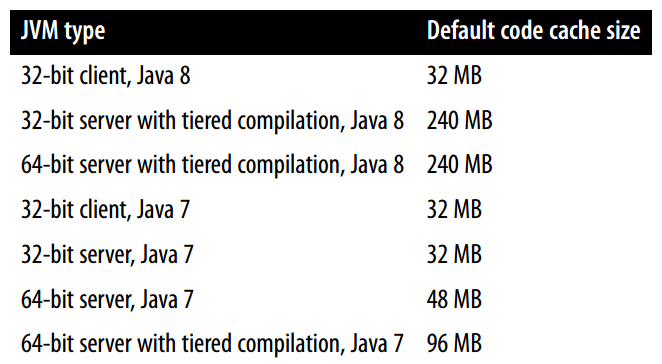 JVM type Default code cache size
32-bit client, Java 8 32 MB
32-bit server with tiered compilation, Java 8 240 MB
64-bit server with tiered compilation, Java 8 240 MB
32-bit client, Java 7 32 MB
32-bit server, Java 7 32 MB
64-bit server, Java 7 48 MB
64-bit server with tiered compilation, Java 7 96 MB